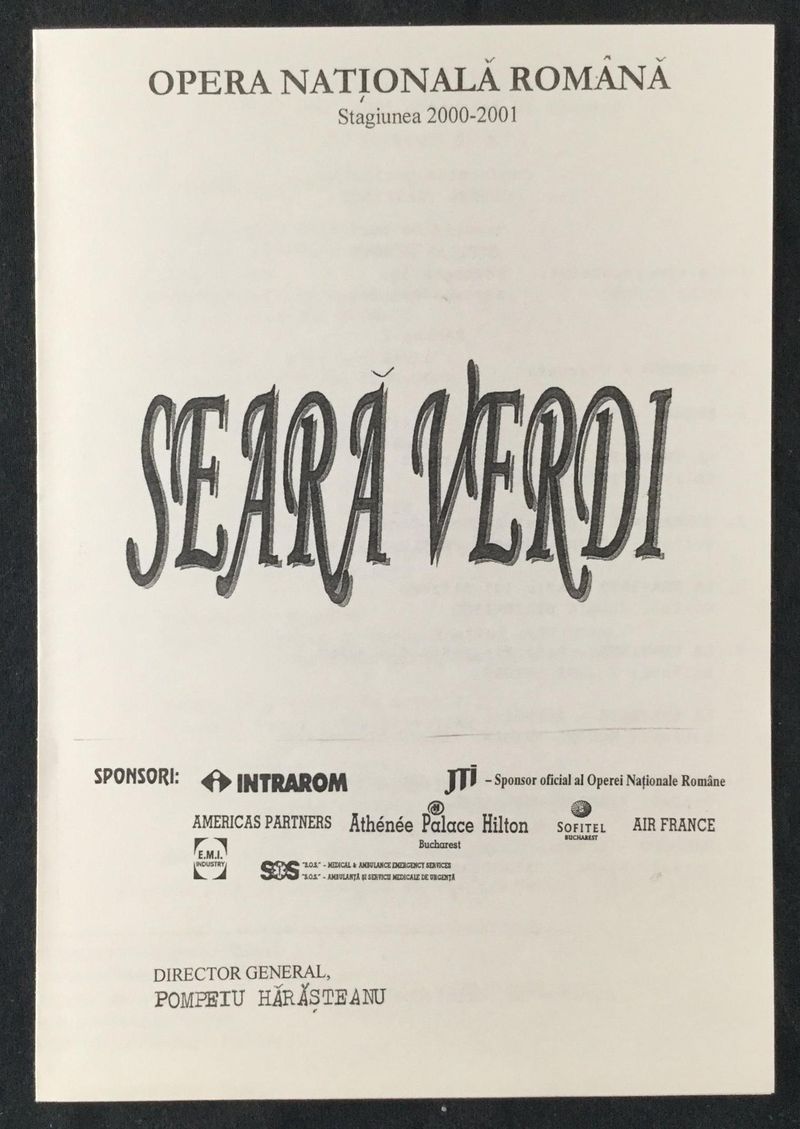 OPERA NAȚIONALĂ ROMÂNĂ
Stagiunea 2000-2001
SEARĂ VERDI
SPONSORI: INTRAROM JTI – Sponsor oficial al Operei Naționale Române
AMERICAS PARTNERS Athénée Palace Hilton SOFITEL AIR FRANCE
Bucharest BUCHAREST
E.M.I.
INDUSTRY
SOS "S.O.S." - MEDICAL & AMBULANCE EMERGENCY SERVICES
"S.O.S." - AMBULANȚĂ ȘI SERVICII MEDICALE DE URGENȚĂ
DIRECTOR GENERAL,
POMPEIU HĂRĂȘTEANU